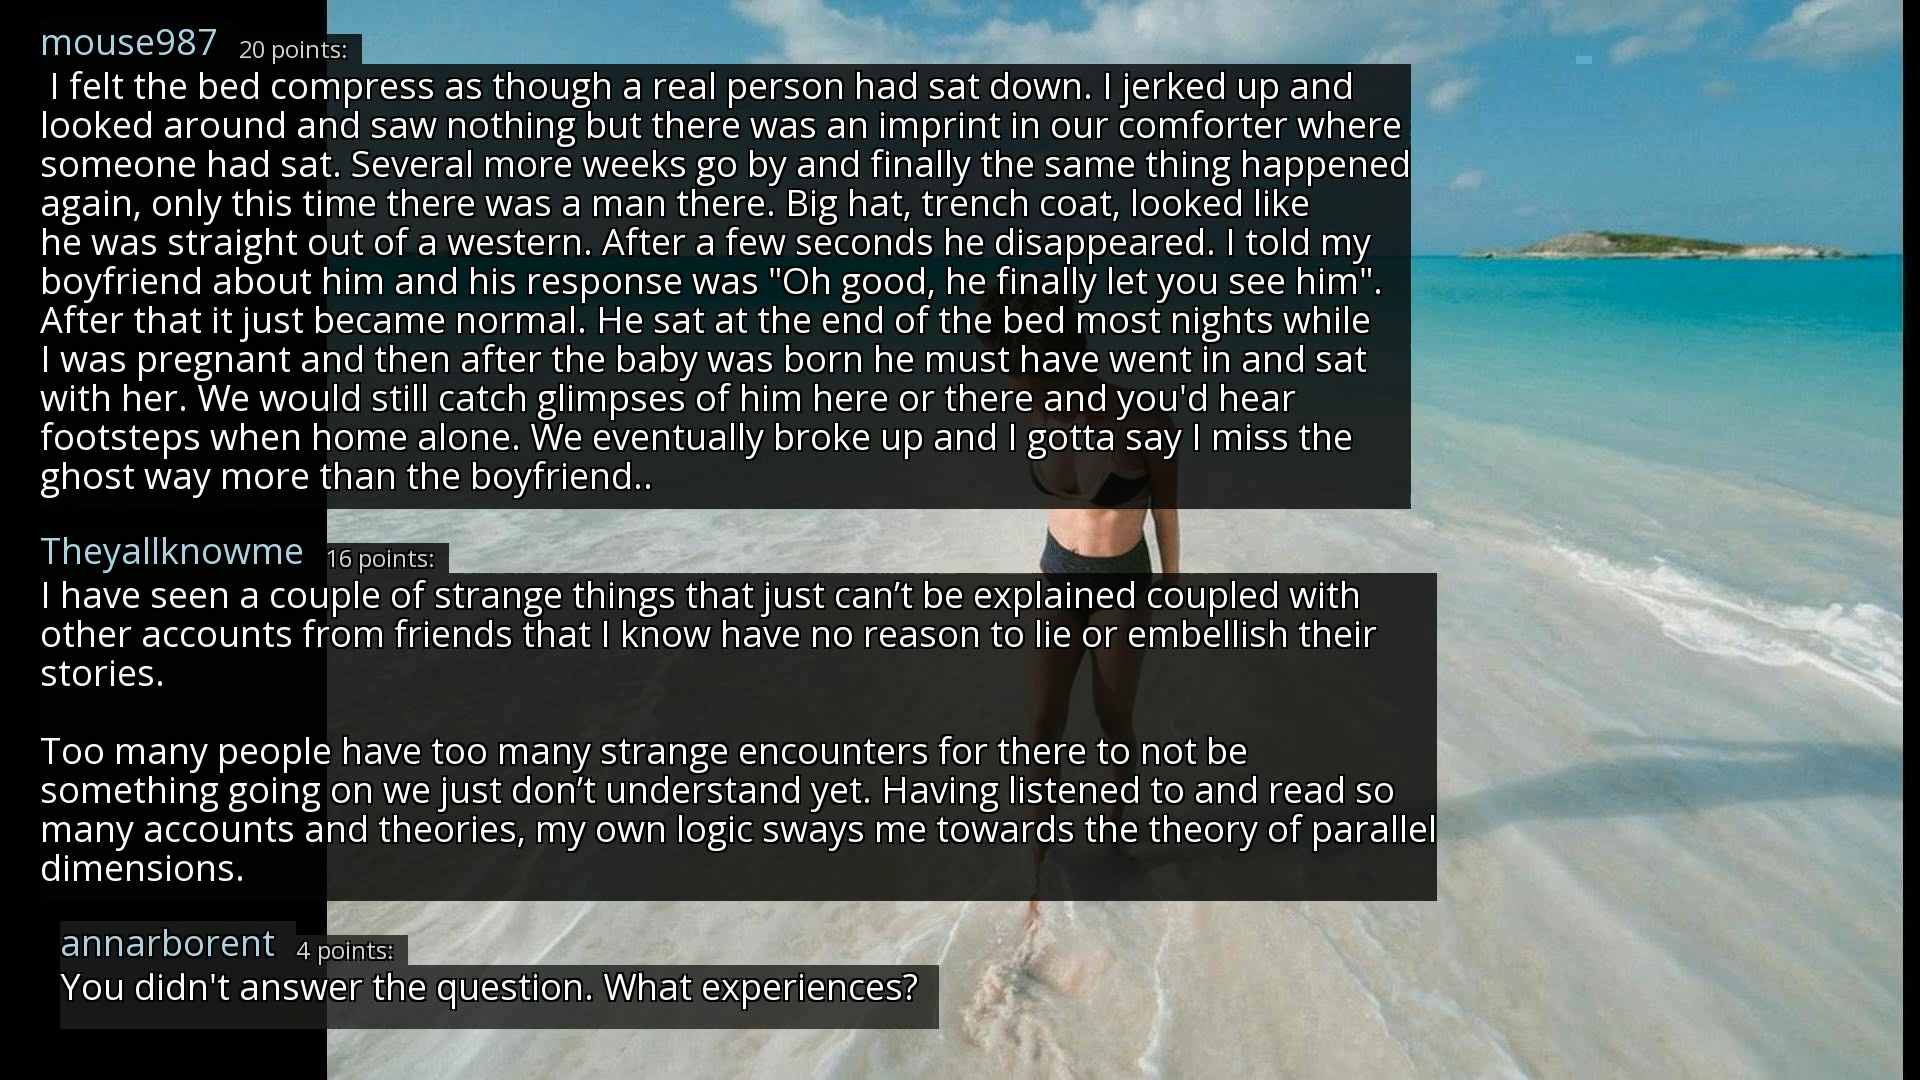 mouse987 20 points:
I felt the bed compress as though a real person had sat down. I jerked up and
looked around and saw nothing but there was an imprint in our comforter where
someone had sat. Several more weeks go by and finally the same thing happened
again, only this time there was a man there. Big hat, trench coat, looked like
he was straight out of a western. After a few seconds he disappeared. I told my
boyfriend about him and his response was "Oh good, he finally let you see him".
After that it just became normal. He sat at the end of the bed most nights while
I was pregnant and then after the baby was born he must have went in and sat
with her. We would still catch glimpses of him here or there and you'd hear
footsteps when home alone. We eventually broke up and I gotta say I miss the
ghost way more than the boyfriend..
Theyallknowme 16 points:
I have seen a couple of strange things that just can’t be explained coupled with
other accounts from friends that I know have no reason to lie or embellish their
stories.
Too many people have too many strange encounters for there to not be
something going on we just don’t understand yet. Having listened to and read so
many accounts and theories, my own logic sways me towards the theory of parallel
dimensions.
annarborent 4 points:
You didn't answer the question. What experiences?